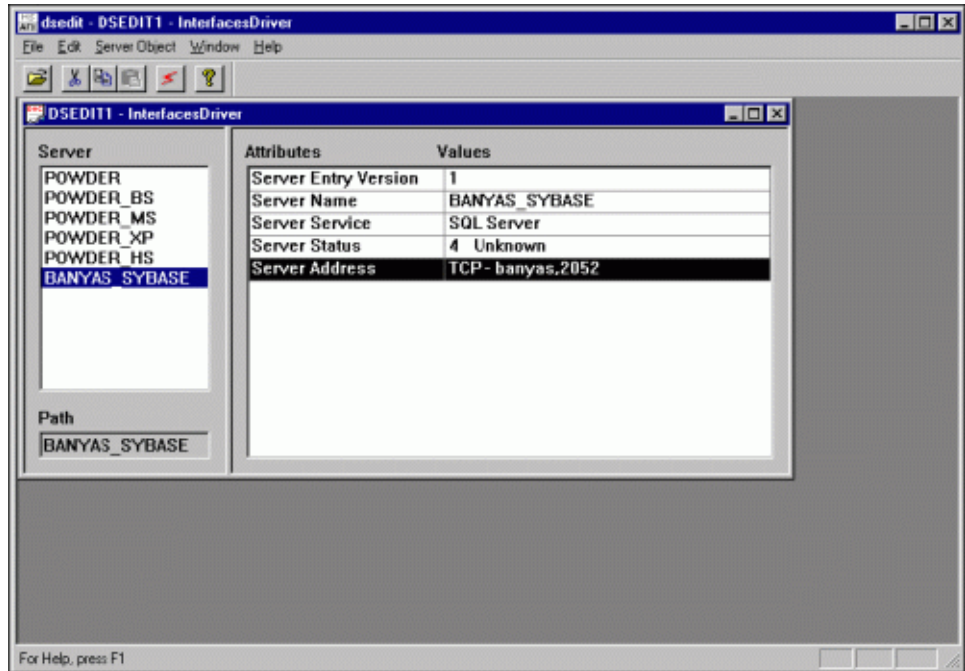 dsedit - DSEDIT1 - InterfacesDriver
File Edit Server Object Window Help
DSEDIT1 - InterfacesDriver
Server
POWDER
POWDER_BS
POWDER_MS
POWDER_XP
POWDER_HS
BANYAS_SYBASE
Path
BANYAS_SYBASE
Attributes Values
Server Entry Version 1
Server Name BANYAS_SYBASE
Server Service SQL Server
Server Status 4 Unknown
Server Address TCP - banyas,2052
For Help, press F1